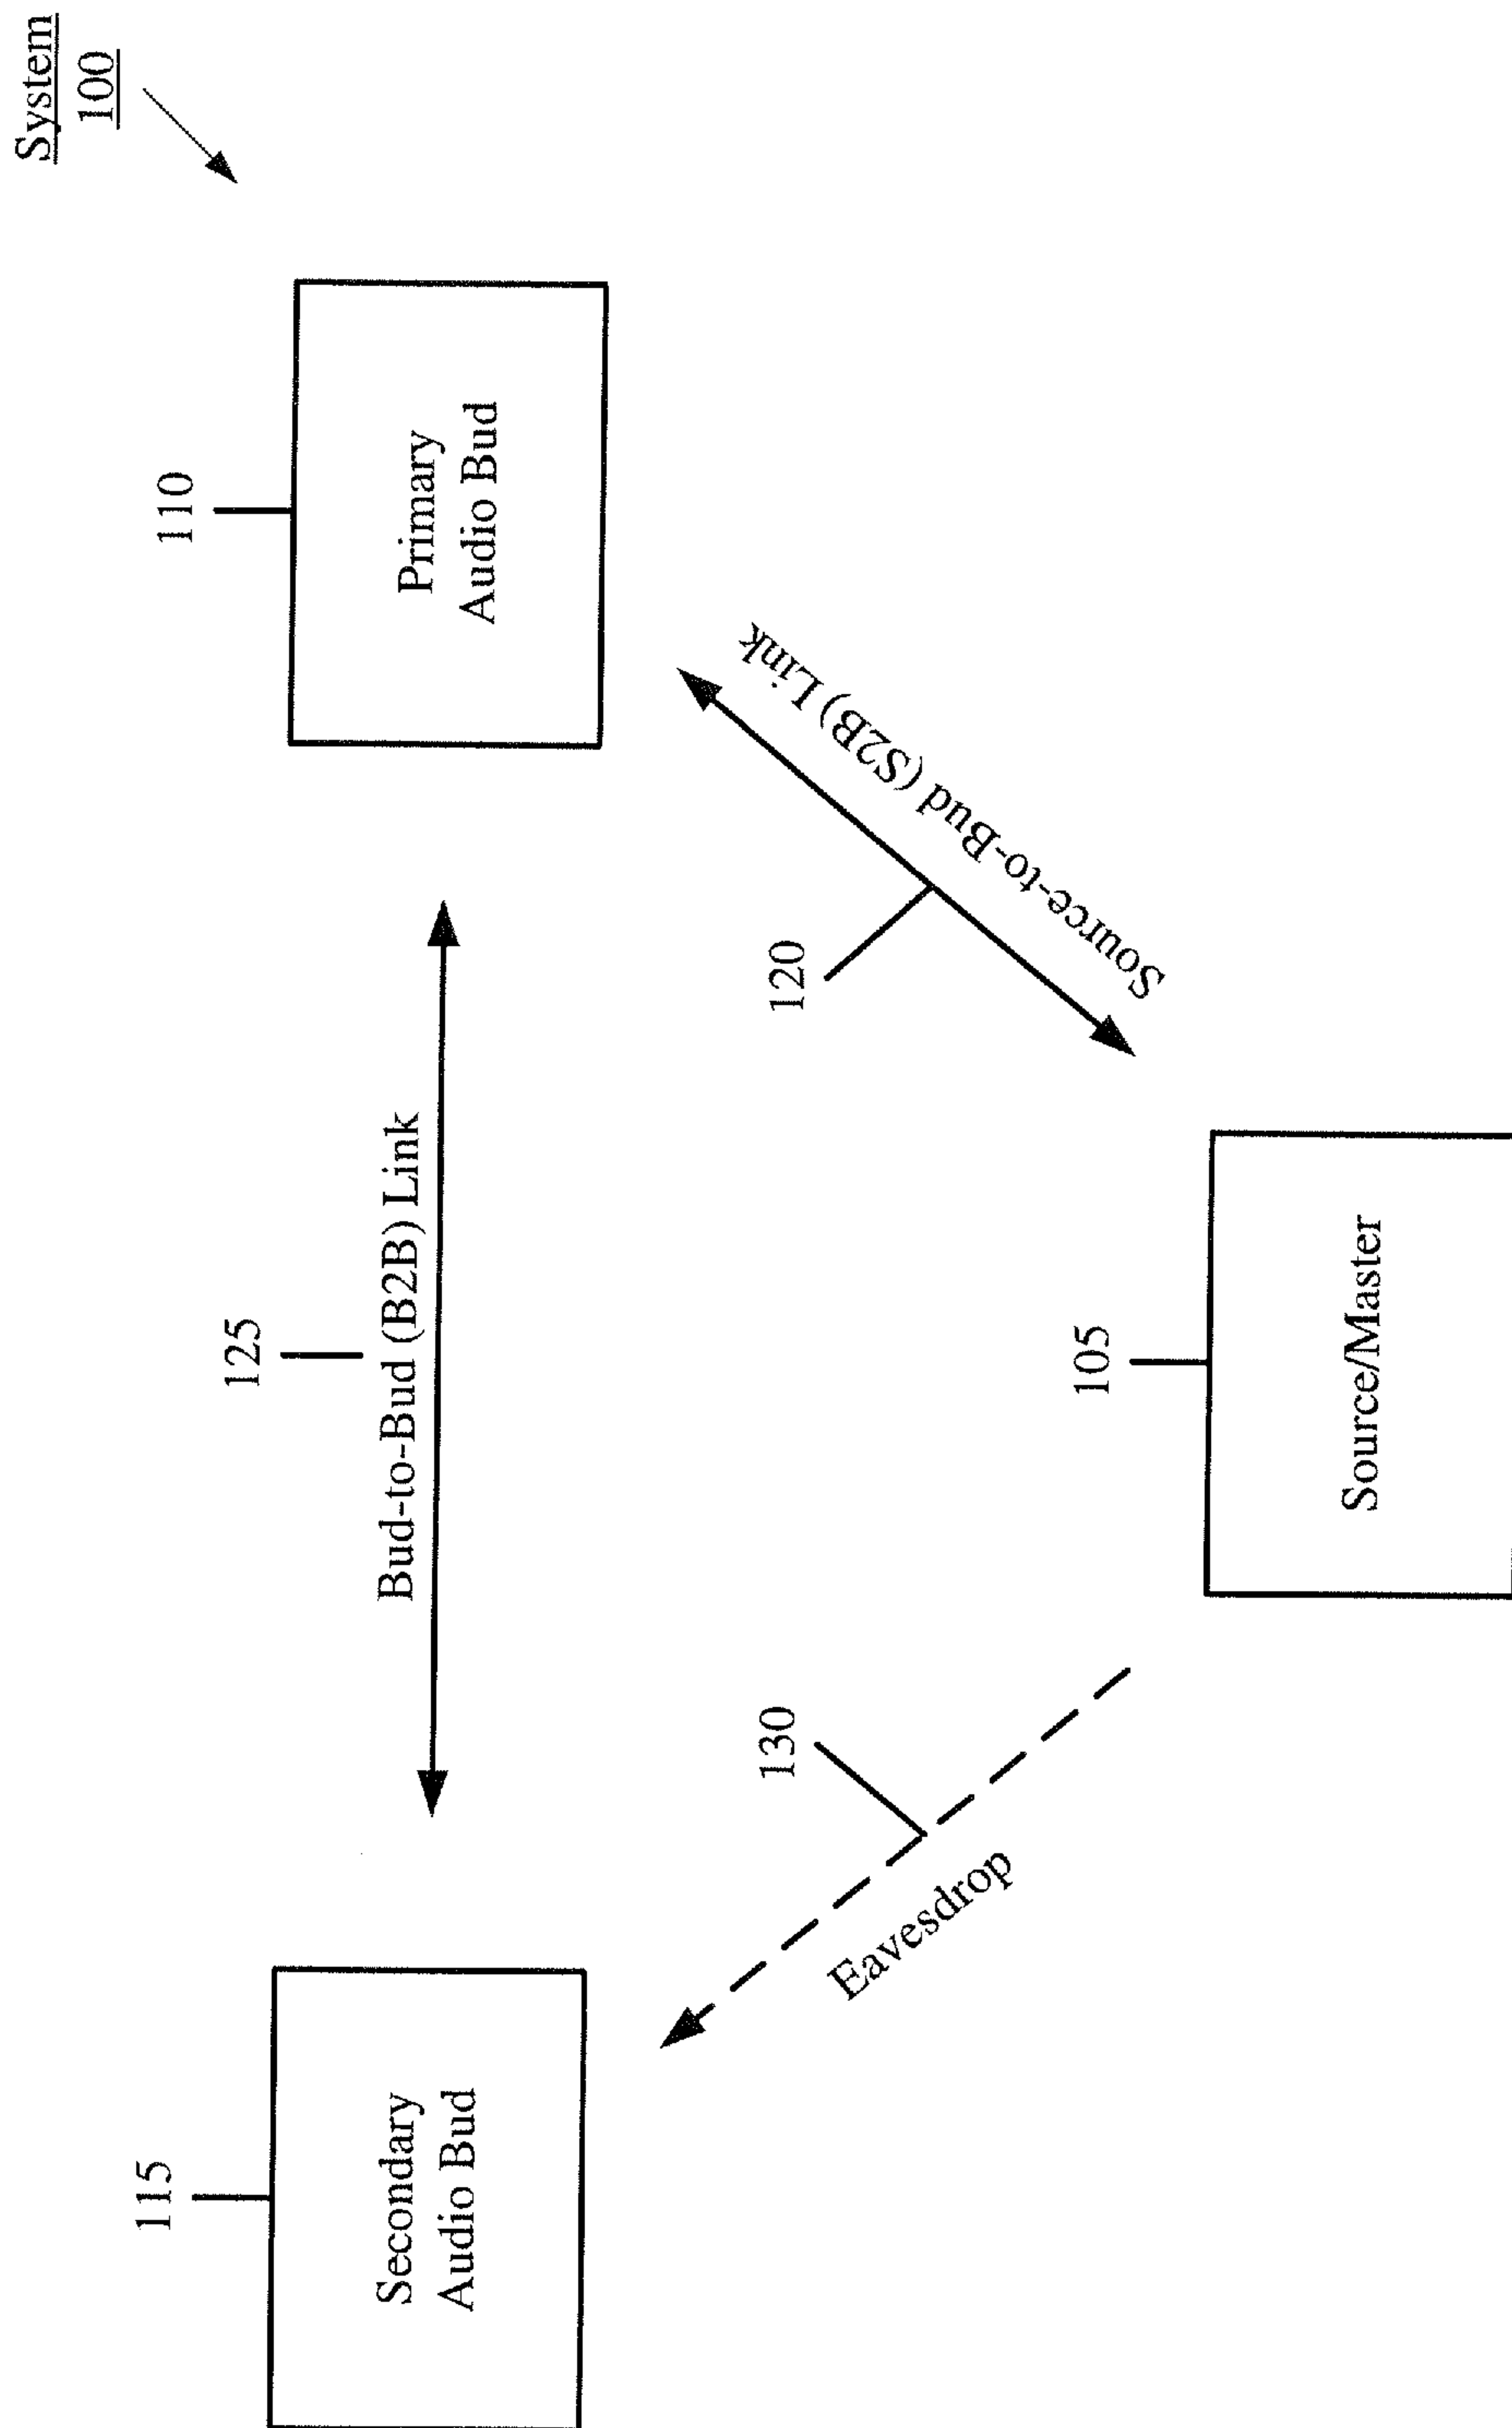 System
100
115
Secondary
Audio Bud
125
Bud-to-Bud (B2B) Link
110
Primary
Audio Bud
130
Eavesdrop
120
Source-to-Bud (S2B) Link
105
Source/Master